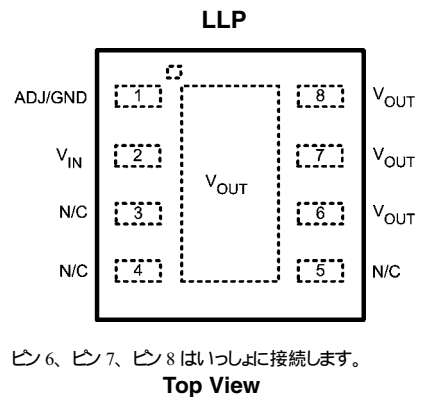 LLP
ADJ/GND 1 8 VOUT
VIN 2 7 VOUT
VOUT
N/C 3 6 VOUT
N/C 4 5 N/C
ピン 6、ピン 7、ピン 8 はいっしょに接続します。
Top View